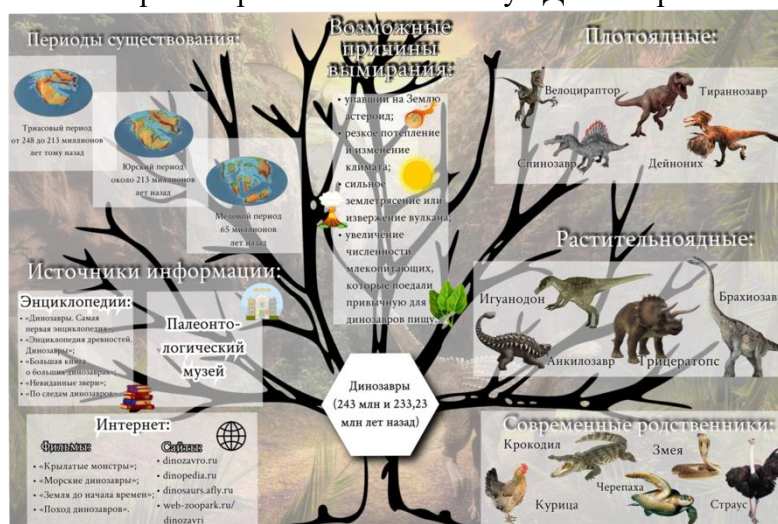 Периоды существования:
Триасовый период
от 248 до 213 миллионов
лет тому назад
Юрский период
около 213 миллионов
лет назад
Меловой период
65 миллионов
лет назад
Возможные
причины
вымирания:
• упавший на Землю
астероид;
• резкое потепление
и изменение
климата;
• сильное
землетрясение или
извержение вулкана;
• увеличение
численности
млекопитающих,
которые поедали
привычную для
динозавров пищу.
Плотоядные:
Велоцираптор
Тираннозавр
Спинозавр
Дейноних
Растительноядные:
Игуанодон
Брахиозавр
Анкилозавр
Трицератопс
Источники информации:
Энциклопедии:
• «Динозавры. Самая
первая энциклопедия»;
• «Энциклопедия древностей.
Динозавры»;
• «Большая книга
о больших динозаврах»;
• «Невиданные звери»;
• «По следам динозавров».
Палеонто-
логический
музей
Интернет:
Фильмы:
• «Крылатые монстры»;
• «Морские динозавры»;
• «Земля до начала времен»;
• «Поход динозавров».
Сайты:
• dinozavro.ru
• dinopedia.ru
• dinosaurs.afly.ru
• web-zoopark.ru/
dinozavri
Динозавры
(243 млн и 233,23
млн лет назад)
Современные родственники:
Крокодил
Змея
Курица
Черепаха
Страус